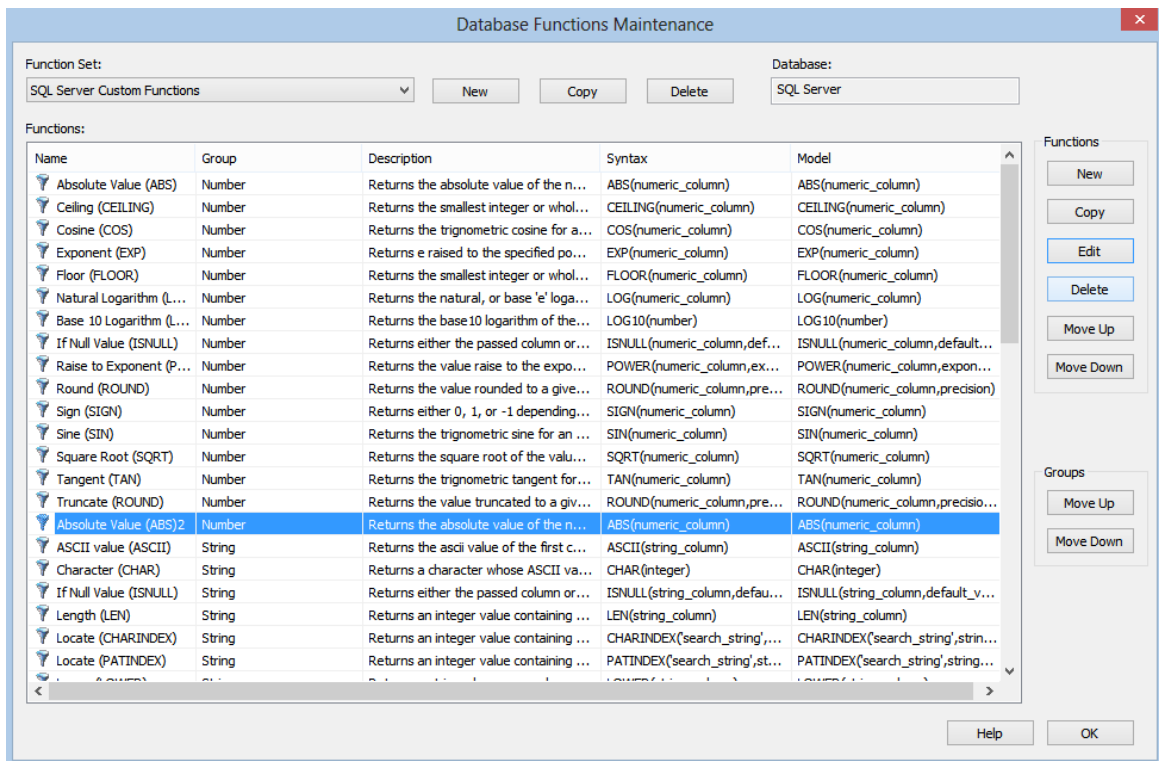 Database Functions Maintenance
Function Set:
Database:
SQL Server Custom Functions New Copy Delete SQL Server
Functions:
Functions
Name Group Description Syntax Model
Absolute Value (ABS) Number Returns the absolute value of the n... ABS(numeric_column) ABS(numeric_column)
Ceiling (CEILING) Number Returns the smallest integer or whol... CEILING(numeric_column) CEILING(numeric_column)
Cosine (COS) Number Returns the trignometric cosine for a... COS(numeric_column) COS(numeric_column)
Exponent (EXP) Number Returns e raised to the specified po... EXP(numeric_column) EXP(numeric_column)
Floor (FLOOR) Number Returns the smallest integer or whol... FLOOR(numeric_column) FLOOR(numeric_column)
Natural Logarithm (L... Number Returns the natural, or base 'e' loga... LOG(numeric_column) LOG(numeric_column)
Base 10 Logarithm (L... Number Returns the base10 logarithm of the... LOG10(number) LOG10(number)
If Null Value (ISNULL) Number Returns either the passed column or... ISNULL(numeric_column,def... ISNULL(numeric_column,default...
Raise to Exponent (P... Number Returns the value raise to the expo... POWER(numeric_column,ex... POWER(numeric_column,expon...
Round (ROUND) Number Returns the value rounded to a give... ROUND(numeric_column,pre... ROUND(numeric_column,precision)
Sign (SIGN) Number Returns either 0, 1, or -1 depending... SIGN(numeric_column) SIGN(numeric_column)
Sine (SIN) Number Returns the trignometric sine for an ... SIN(numeric_column) SIN(numeric_column)
Square Root (SQRT) Number Returns the square root of the valu... SQRT(numeric_column) SQRT(numeric_column)
Tangent (TAN) Number Returns the trignometric tangent for... TAN(numeric_column) TAN(numeric_column)
Truncate (ROUND) Number Returns the value truncated to a giv... ROUND(numeric_column,pre... ROUND(numeric_column,precisio...
Absolute Value (ABS)2 Number Returns the absolute value of the n... ABS(numeric_column) ABS(numeric_column)
ASCII value (ASCII) String Returns the ascii value of the first c... ASCII(string_column) ASCII(string_column)
Character (CHAR) String Returns a character whose ASCII va... CHAR(integer) CHAR(integer)
If Null Value (ISNULL) String Returns either the passed column or... ISNULL(string_column,defau... ISNULL(string_column,default_v...
Length (LEN) String Returns an integer value containing ... LEN(string_column) LEN(string_column)
Locate (CHARINDEX) String Returns an integer value containing ... CHARINDEX('search_string',... CHARINDEX('search_string',strin...
Locate (PATINDEX) String Returns an integer value containing ... PATINDEX('search_string',st... PATINDEX('search_string',string...
New
Copy
Edit
Delete
Move Up
Move Down
Groups
Move Up
Move Down
Help OK